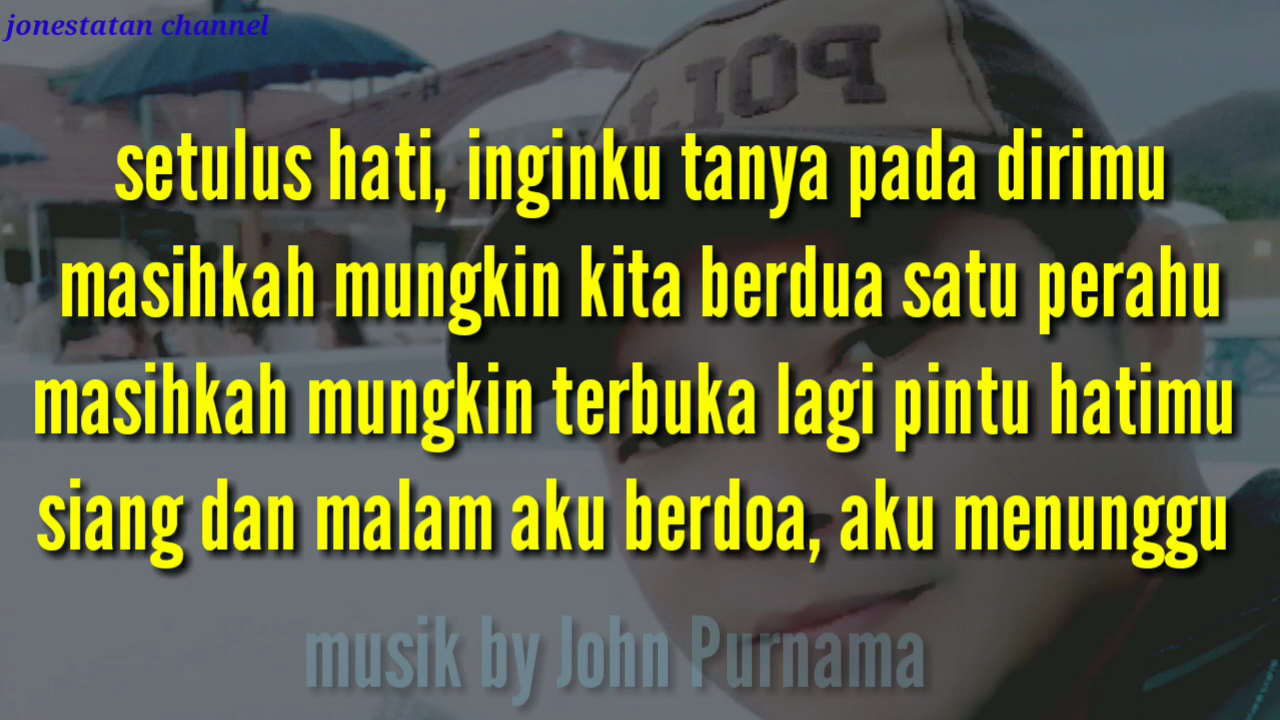 jonestatan channel
setulus hati, inginku tanya pada dirimu
masihkah mungkin kita berdua satu perahu
masihkah mungkin terbuka lagi pintu hatimu
siang dan malam aku berdoa, aku menunggu
musik by John Purnama